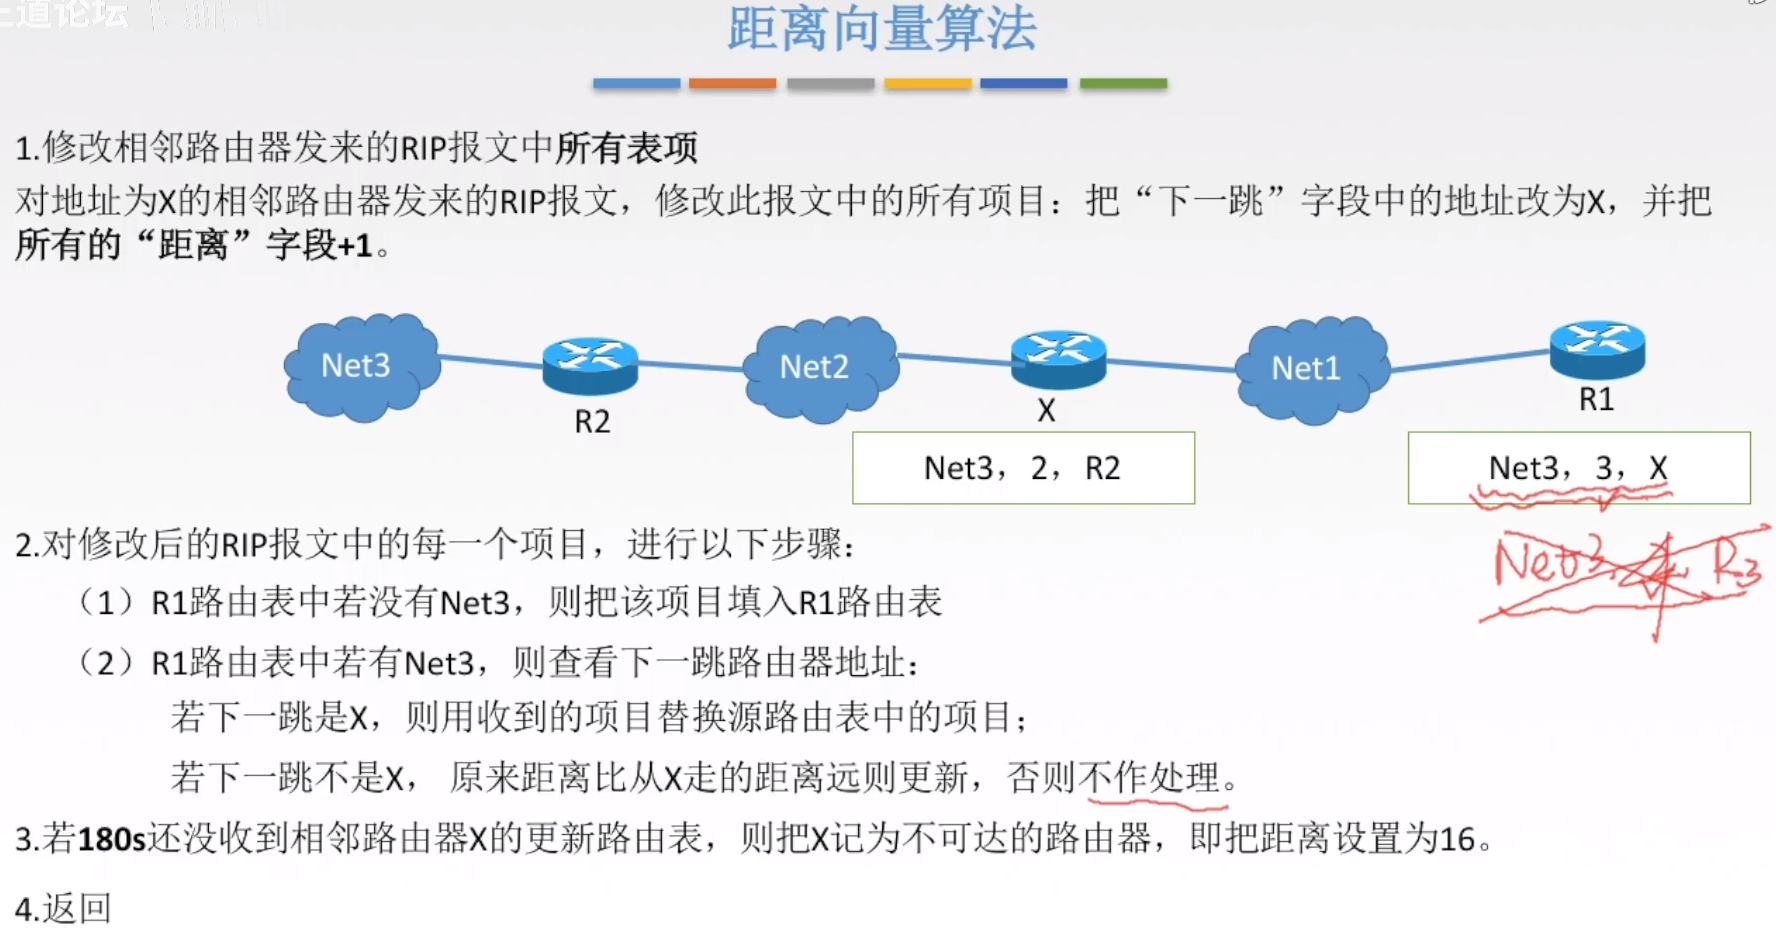 道论坛
距离向量算法
1.修改相邻路由器发来的RIP报文中所有表项
对地址为X的相邻路由器发来的RIP报文，修改此报文中的所有项目：把“下一跳”字段中的地址改为X，并把
所有的“距离”字段+1。
Net3
Net2
Net1
R2
X
R1
Net3，2，R2
Net3，3，X
Net3, R3
2.对修改后的RIP报文中的每一个项目，进行以下步骤：
（1）R1路由表中若没有Net3，则把该项目填入R1路由表
（2）R1路由表中若有Net3，则查看下一跳路由器地址：
若下一跳是X，则用收到的项目替换源路由表中的项目；
若下一跳不是X， 原来距离比从X走的距离远则更新，否则不作处理。
3.若180s还没收到相邻路由器X的更新路由表，则把X记为不可达的路由器，即把距离设置为16。
4.返回